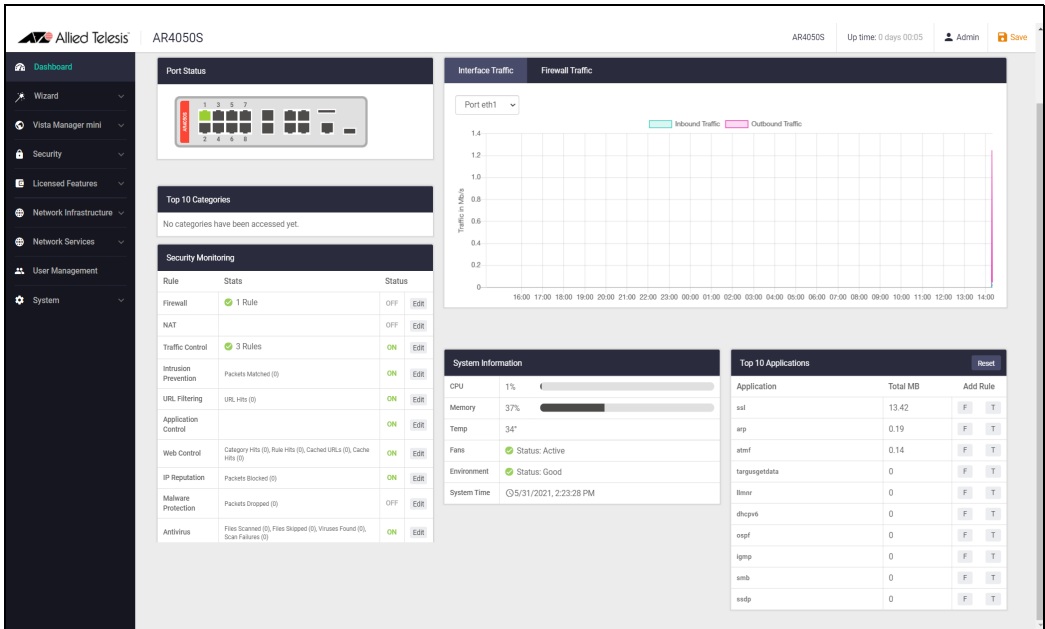 Allied Telesis
AR4050S
AR4050S
Up time: 0 days 00:05
Admin
Save
Dashboard
Wizard
Vista Manager mini
Security
Licensed Features
Network Infrastructure
Network Services
User Management
System
Port Status
AR4050S
1 3 5 7
2 4 6 8
Top 10 Categories
No categories have been accessed yet.
Security Monitoring
Rule Stats Status
Firewall 1 Rule OFF Edit
NAT OFF Edit
Traffic Control 3 Rules ON Edit
Intrusion
Prevention Packets Matched (0) ON Edit
URL Filtering URL Hits (0) ON Edit
Application
Control ON Edit
Web Control Category Hits (0), Rule Hits (0), Cached URLs (0), Cache
Hits (0) ON Edit
IP Reputation Packets Blocked (0) ON Edit
Malware
Protection Packets Dropped (0) OFF Edit
Antivirus Files Scanned (0), Files Skipped (0), Viruses Found (0),
Scan Failures (0) ON Edit
Interface Traffic Firewall Traffic
Port eth1
Inbound Traffic Outbound Traffic
Traffic in Mb/s
1.4
1.2
1.0
0.8
0.6
0.4
0.2
0
16:00 17:00 18:00 19:00 20:00 21:00 22:00 23:00 00:00 01:00 02:00 03:00 04:00 05:00 06:00 07:00 08:00 09:00 10:00 11:00 12:00 13:00 14:00
System Information
CPU 1%
Memory 37%
Temp 34°
Fans Status: Active
Environment Status: Good
System Time 5/31/2021, 2:23:28 PM
Top 10 Applications Reset
Application Total MB Add Rule
ssl 13.42 F T
arp 0.19 F T
atmf 0.14 F T
targusgetdata 0 F T
llmnr 0 F T
dhcpv6 0 F T
ospf 0 F T
igmp 0 F T
smb 0 F T
ssdp 0 F T